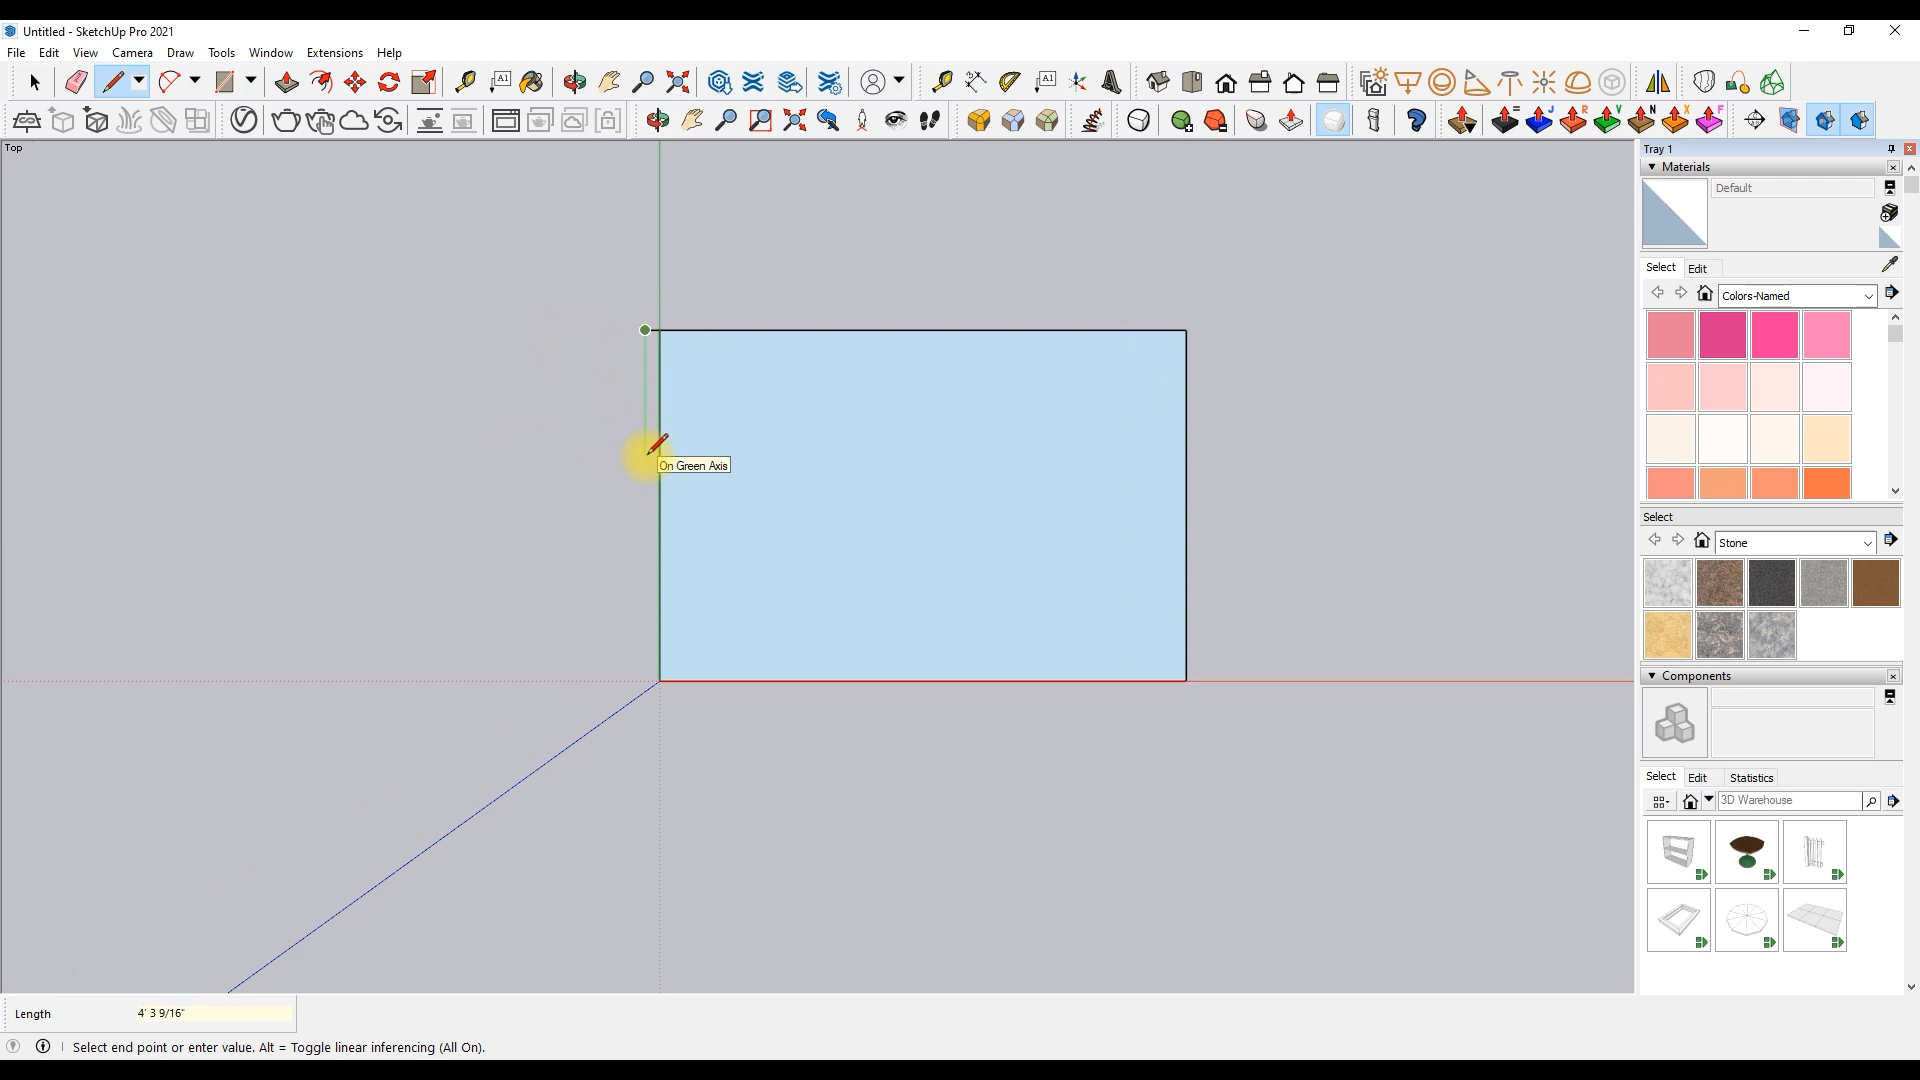 Untitled - SketchUp Pro 2021
File Edit View Camera Draw Tools Window Extensions Help
A1
A1
Top
Tray 1
Materials
Default
Select Edit
Colors-Named
On Green Axis
Select
Stone
Components
Select Edit Statistics
3D Warehouse
Length 4' 3 9/16"
Select end point or enter value. Alt = Toggle linear inferencing (All On).